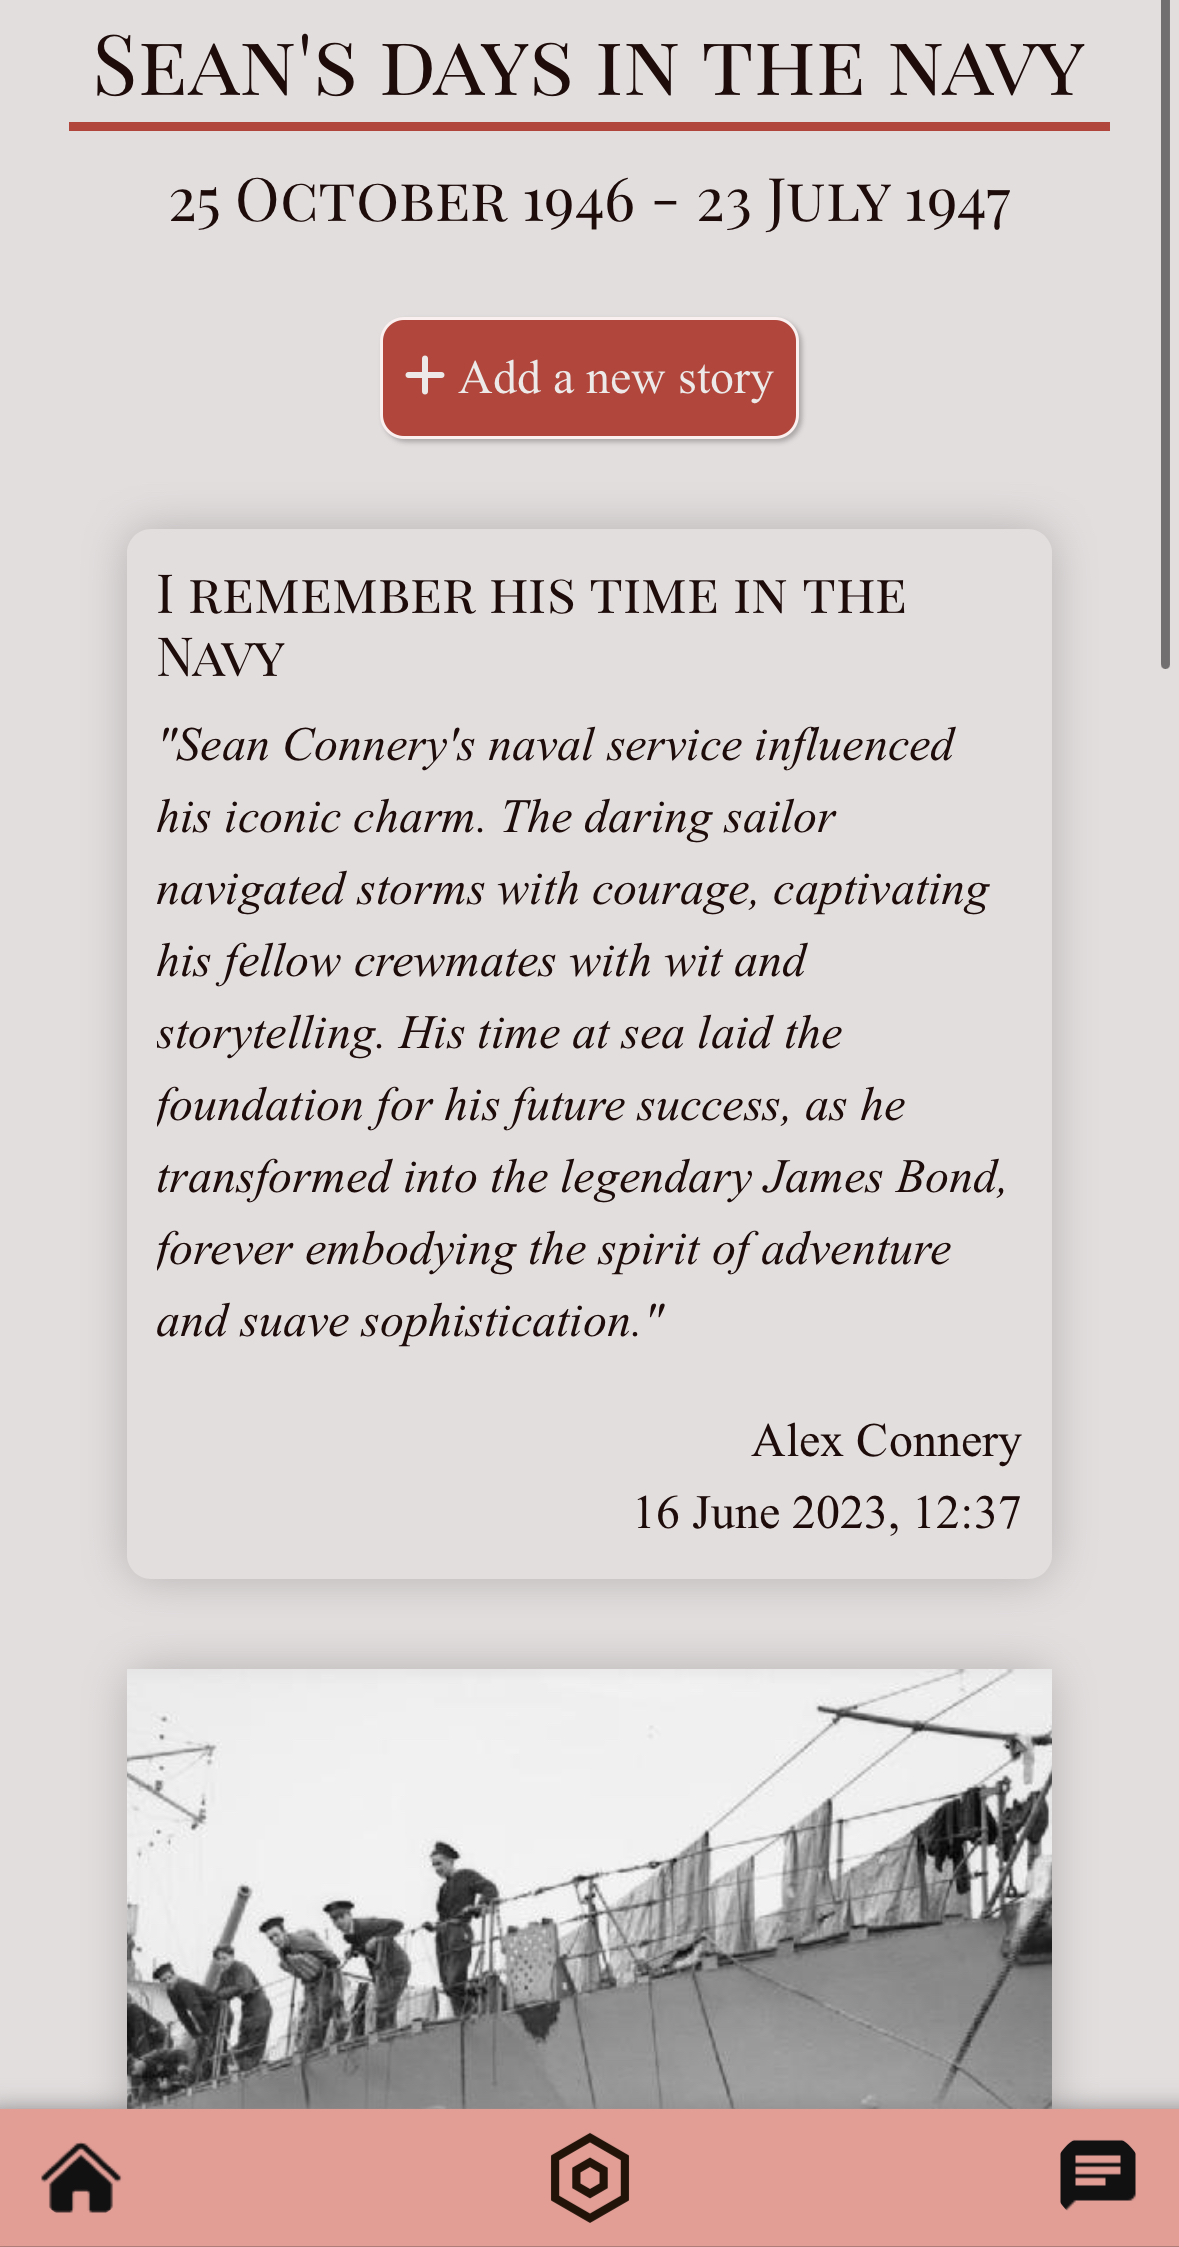 Sean's days in the navy
25 October 1946 - 23 July 1947
+ Add a new story
I remember his time in the
Navy
"Sean Connery's naval service influenced
his iconic charm. The daring sailor
navigated storms with courage, captivating
his fellow crewmates with wit and
storytelling. His time at sea laid the
foundation for his future success, as he
transformed into the legendary James Bond,
forever embodying the spirit of adventure
and suave sophistication."
Alex Connery
16 June 2023, 12:37